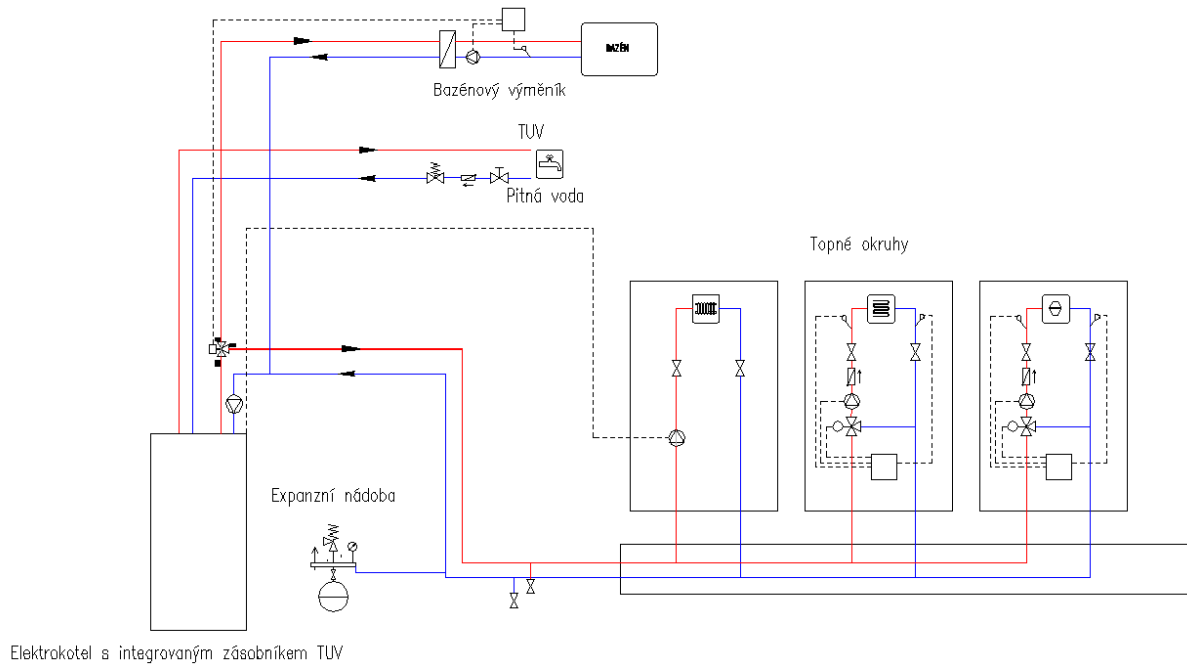 BAZÉN
Bazénový výměník
TUV
Pitná voda
Topné okruhy
Expanzní nádoba
Elektrokotel s integrovaným zásobníkem TUV